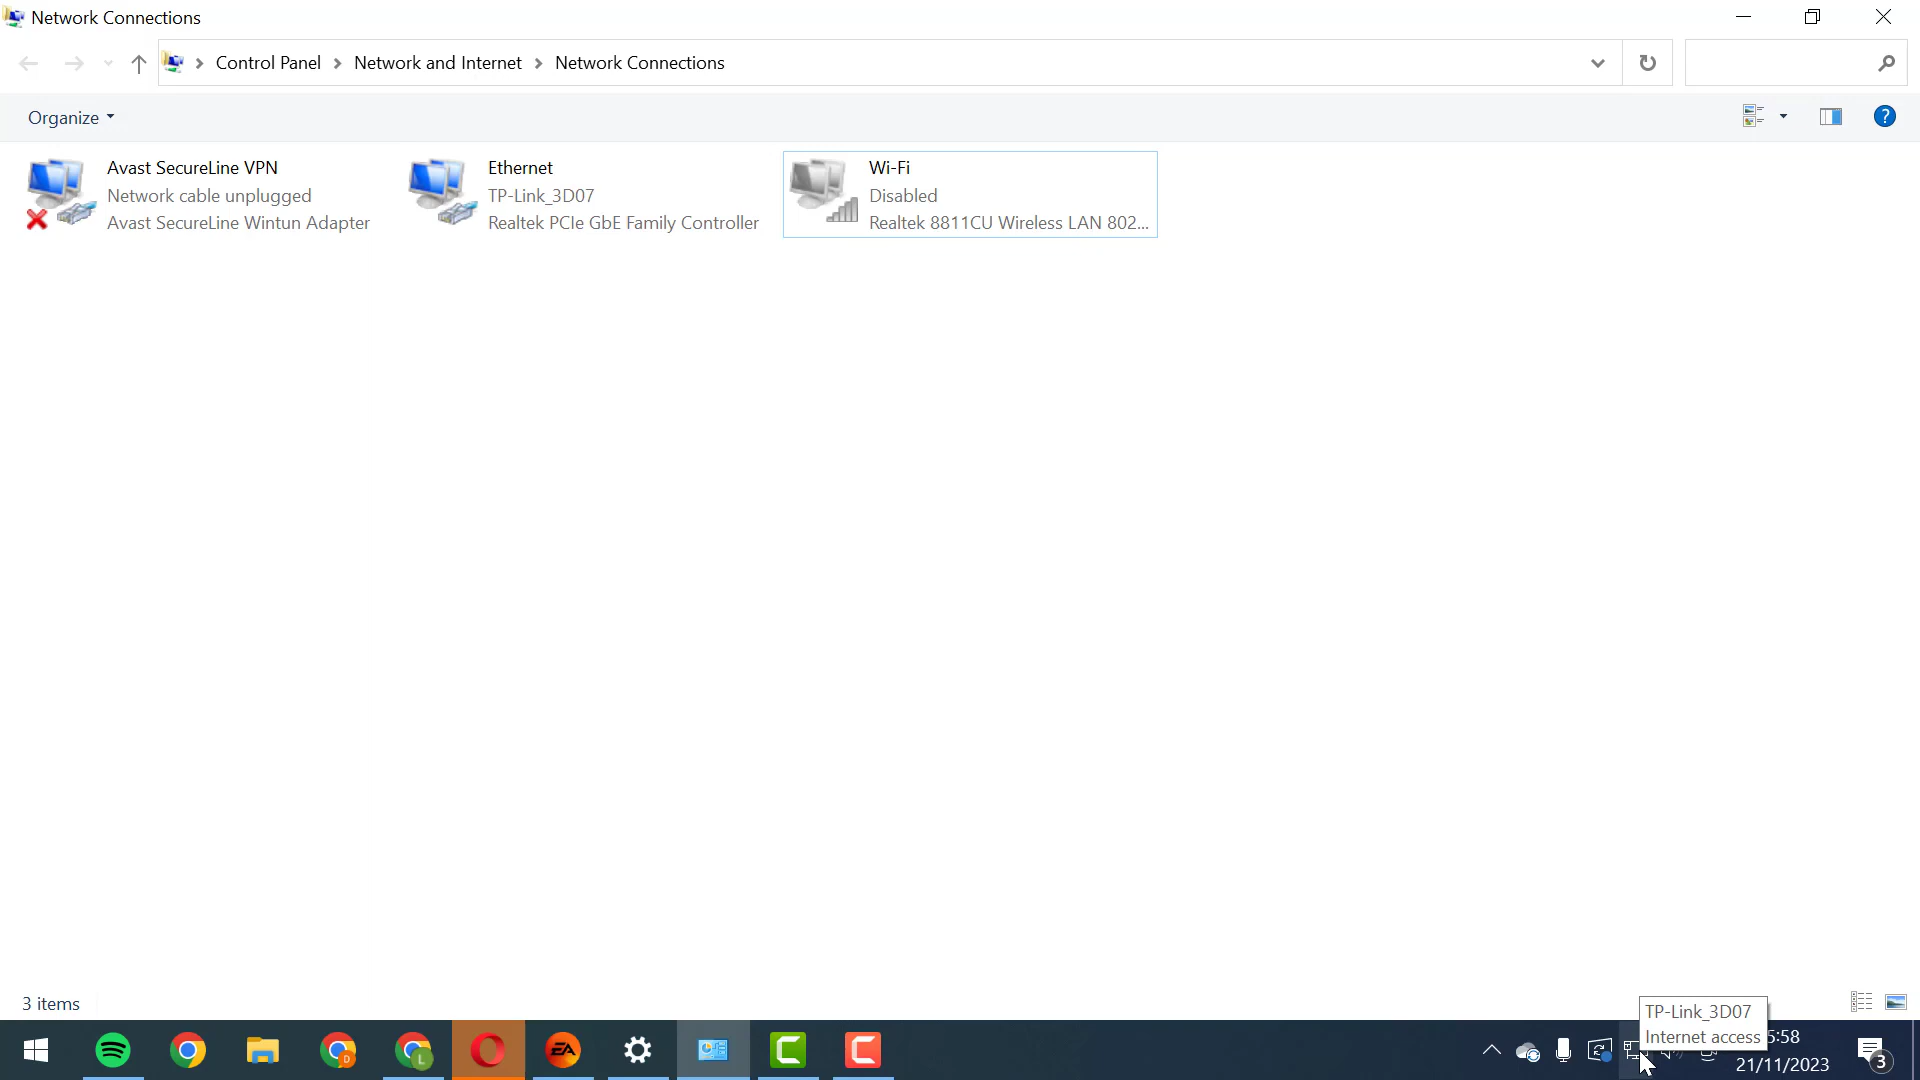 Network Connections
Control Panel > Network and Internet > Network Connections
Organize
Avast SecureLine VPN
Network cable unplugged
Avast SecureLine Wintun Adapter
Ethernet
TP-Link_3D07
Realtek PCIe GbE Family Controller
Wi-Fi
Disabled
Realtek 8811CU Wireless LAN 802...
3 items
TP-Link_3D07
Internet access
5:58
21/11/2023
3
EA
D
L